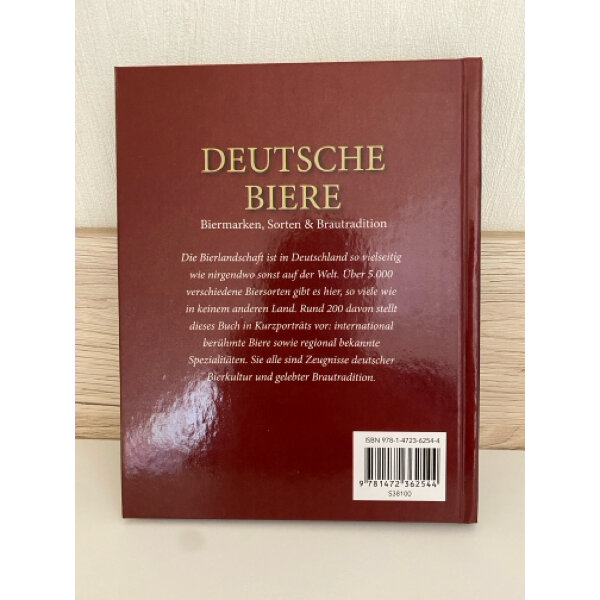 DEUTSCHE
BIERE
Biermarken, Sorten & Brautradition
Die Bierlandschaft ist in Deutschland so vielseitig
wie nirgendwo sonst auf der Welt. Über 5.000
verschiedene Biersorten gibt es hier, so viele wie
in keinem anderen Land. Rund 200 davon stellt
dieses Buch in Kurzporträts vor: international
berühmte Biere sowie regional bekannte
Spezialitäten. Sie alle sind Zeugnisse deutscher
Bierkultur und gelebter Brautradition.
ISBN 978-1-4723-6254-4
9 781472 362544
S38100